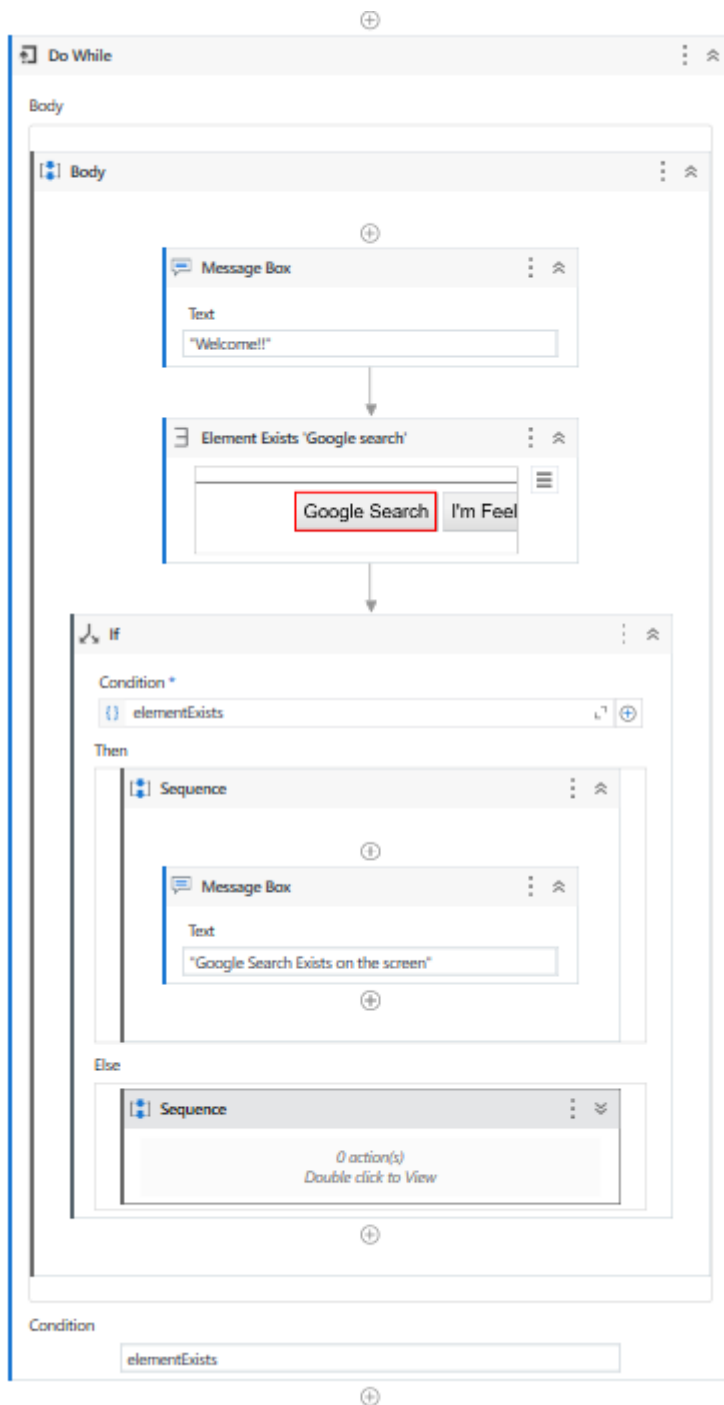 Do While
Body
Body
Message Box
Text
"Welcome!!"
Element Exists 'Google search'
Google Search
I'm Feel
If
Condition *
elementExists
Then
Sequence
Message Box
Text
"Google Search Exists on the screen"
Else
Sequence
0 action(s)
Double click to View
Condition
elementExists